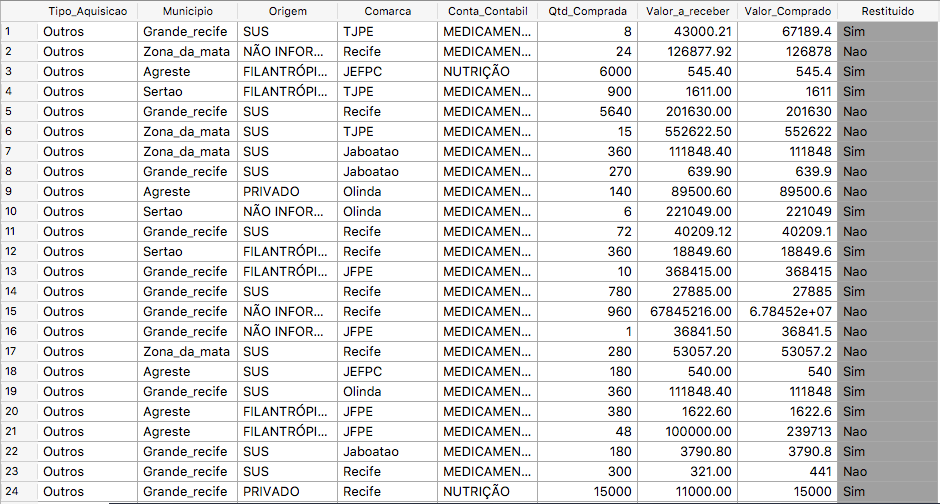 Tipo_Aquisicao Municipio Origem Comarca Conta_Contabil Qtd_Comprada Valor_a_receber Valor_Comprado Restituido
1 Outros Grande_recife SUS TJPE MEDICAMEN... 8 43000.21 67189.4 Sim
2 Outros Zona_da_mata NÃO INFOR... Recife MEDICAMEN... 24 126877.92 126878 Nao
3 Outros Agreste FILANTRÓPI... JEFPC NUTRIÇÃO 6000 545.40 545.4 Sim
4 Outros Sertao FILANTRÓPI... TJPE MEDICAMEN... 900 1611.00 1611 Sim
5 Outros Grande_recife SUS Recife MEDICAMEN... 5640 201630.00 201630 Nao
6 Outros Zona_da_mata SUS TJPE MEDICAMEN... 15 552622.50 552622 Nao
7 Outros Zona_da_mata SUS Jaboatao MEDICAMEN... 360 111848.40 111848 Sim
8 Outros Grande_recife SUS Jaboatao MEDICAMEN... 270 639.90 639.9 Nao
9 Outros Agreste PRIVADO Olinda MEDICAMEN... 140 89500.60 89500.6 Nao
10 Outros Sertao NÃO INFOR... Olinda MEDICAMEN... 6 221049.00 221049 Sim
11 Outros Grande_recife SUS Recife MEDICAMEN... 72 40209.12 40209.1 Nao
12 Outros Sertao FILANTRÓPI... Recife MEDICAMEN... 360 18849.60 18849.6 Sim
13 Outros Grande_recife FILANTRÓPI... JFPE MEDICAMEN... 10 368415.00 368415 Nao
14 Outros Grande_recife SUS Recife MEDICAMEN... 780 27885.00 27885 Sim
15 Outros Grande_recife NÃO INFOR... Recife MEDICAMEN... 960 67845216.00 6.78452e+07 Nao
16 Outros Grande_recife NÃO INFOR... JFPE MEDICAMEN... 1 36841.50 36841.5 Nao
17 Outros Zona_da_mata SUS Recife MEDICAMEN... 280 53057.20 53057.2 Nao
18 Outros Agreste SUS JEFPC MEDICAMEN... 180 540.00 540 Sim
19 Outros Grande_recife SUS Olinda MEDICAMEN... 360 111848.40 111848 Sim
20 Outros Agreste FILANTRÓPI... JFPE MEDICAMEN... 380 1622.60 1622.6 Sim
21 Outros Agreste FILANTRÓPI... JFPE MEDICAMEN... 48 100000.00 239713 Nao
22 Outros Grande_recife SUS Jaboatao MEDICAMEN... 180 3790.80 3790.8 Sim
23 Outros Grande_recife SUS Recife MEDICAMEN... 300 321.00 441 Nao
24 Outros Grande_recife PRIVADO Recife NUTRIÇÃO 15000 11000.00 15000 Sim